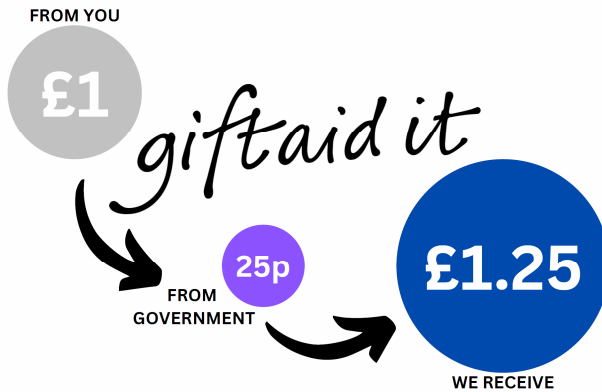 FROM YOU
£1
giftaid it
25p
FROM
GOVERNMENT
£1.25
WE RECEIVE